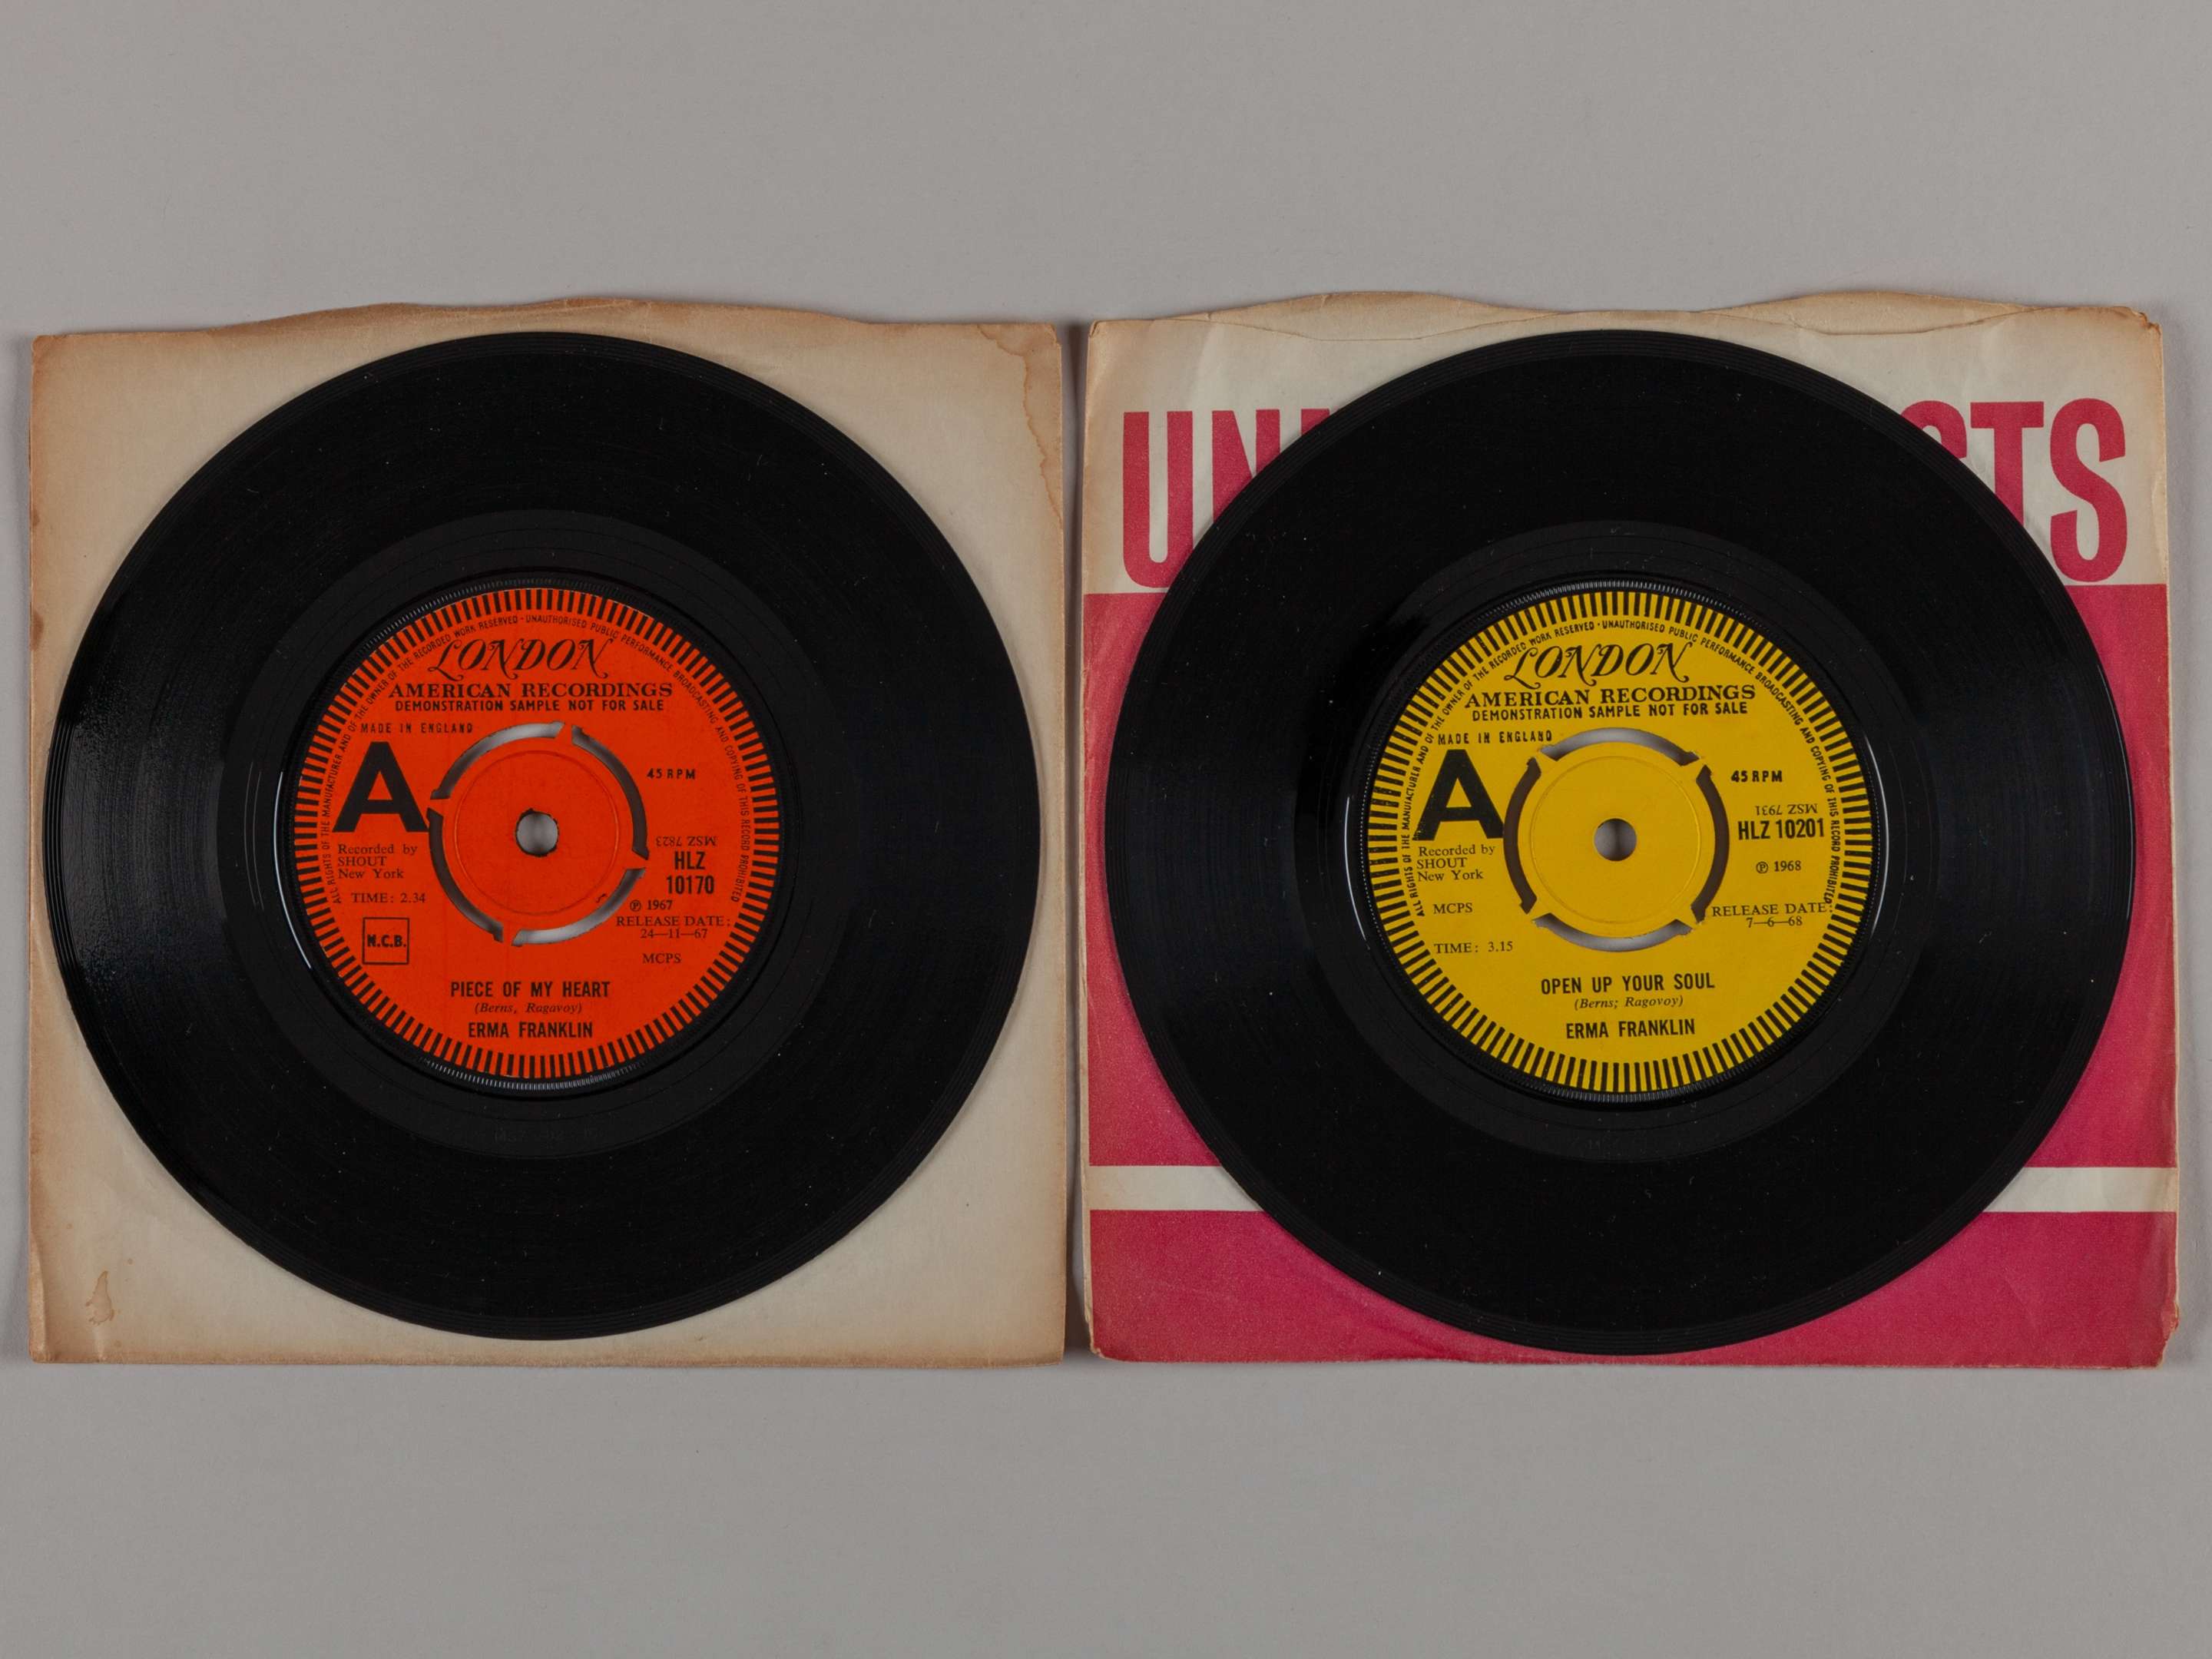 ALL RIGHTS OF THE MANUFACTURER AND OF THE OWNER OF THE RECORDED WORK RESERVED · UNAUTHORISED PUBLIC PERFORMANCE BROADCASTING AND COPYING OF THIS RECORD PROHIBITED
LONDON
AMERICAN RECORDINGS
DEMONSTRATION SAMPLE NOT FOR SALE
MADE IN ENGLAND
A
45 RPM
MSZ 7823
Recorded by
SHOUT
New York
HLZ
10170
TIME: 2.34
℗ 1967
RELEASE DATE:
24—11—67
N.C.B.
MCPS
PIECE OF MY HEART
(Berns, Ragavoy)
ERMA FRANKLIN
ALL RIGHTS OF THE MANUFACTURER AND OF THE OWNER OF THE RECORDED WORK RESERVED · UNAUTHORISED PUBLIC PERFORMANCE BROADCASTING AND COPYING OF THIS RECORD PROHIBITED
LONDON
AMERICAN RECORDINGS
DEMONSTRATION SAMPLE NOT FOR SALE
MADE IN ENGLAND
A
45 RPM
MSZ 7931
HLZ 10201
Recorded by
SHOUT
New York
℗ 1968
MCPS
RELEASE DATE:
7—6—68
TIME: 3.15
OPEN UP YOUR SOUL
(Berns; Ragovoy)
ERMA FRANKLIN